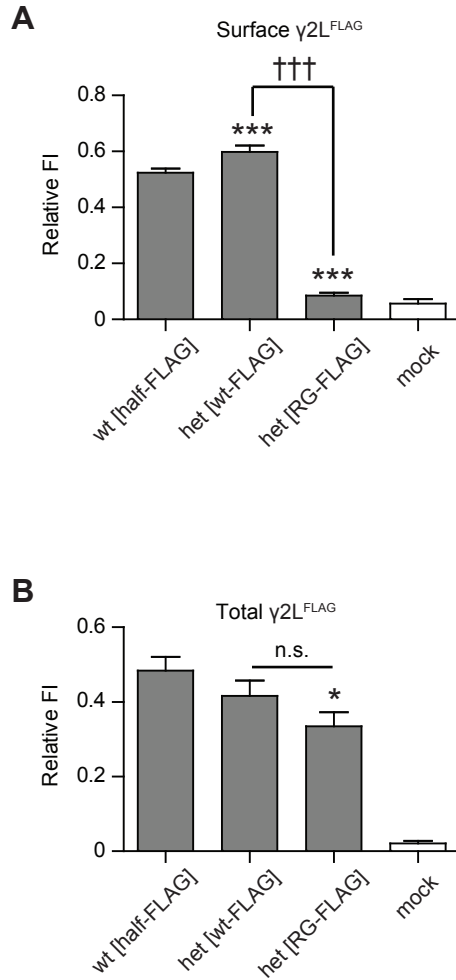 A
Surface γ2L^FLAG
†††
0.8
***
0.6
0.4
Relative FI
0.2
***
0
wt [half-FLAG]
het [wt-FLAG]
het [RG-FLAG]
mock
B
Total γ2L^FLAG
0.6
n.s.
*
0.4
Relative FI
0.2
0
wt [half-FLAG]
het [wt-FLAG]
het [RG-FLAG]
mock